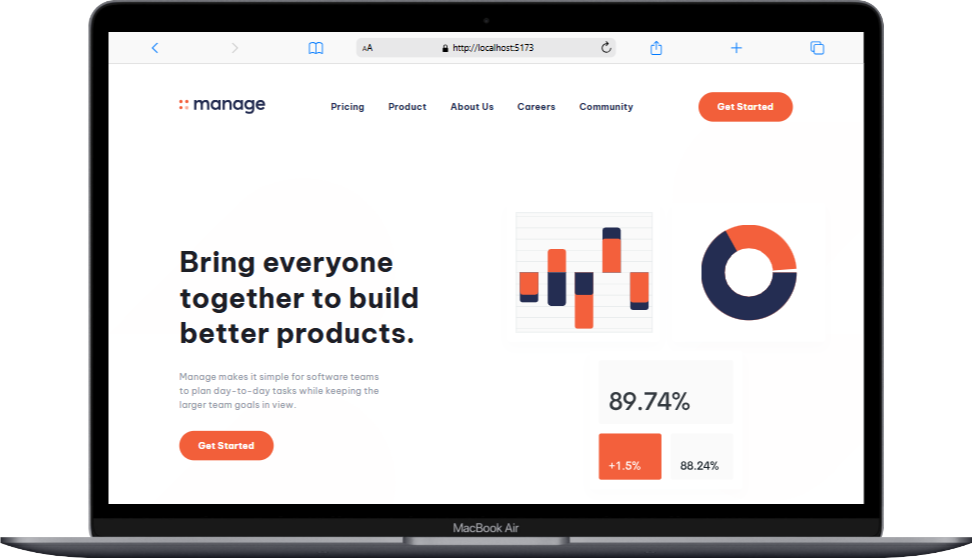 AA
http://localhost:5173
manage
Pricing
Product
About Us
Careers
Community
Get Started
Bring everyone
together to build
better products.
Manage makes it simple for software teams
to plan day-to-day tasks while keeping the
larger team goals in view.
Get Started
89.74%
+1.5%
88.24%
MacBook Air